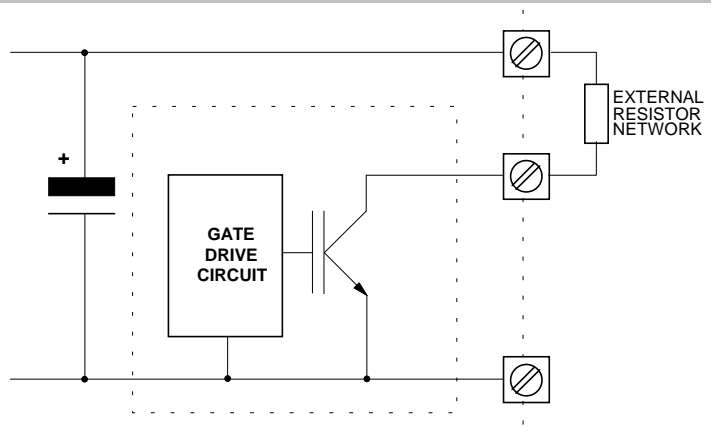 EXTERNAL
RESISTOR
NETWORK
+
GATE
DRIVE
CIRCUIT